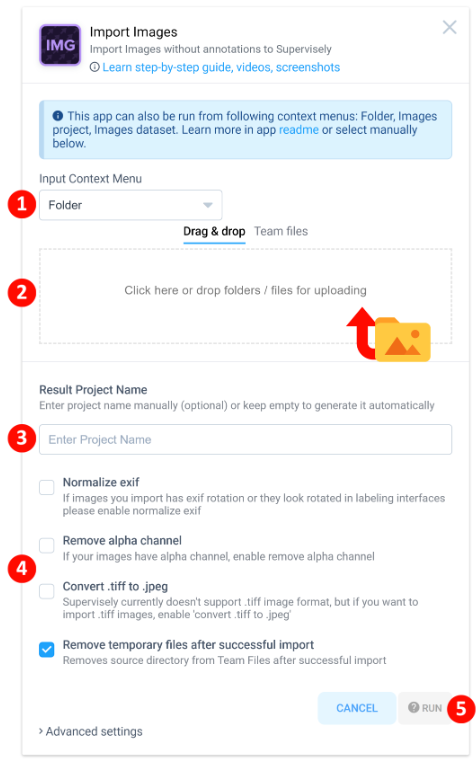 IMG
Import Images
Import Images without annotations to Supervisely
Learn step-by-step guide, videos, screenshots
This app can also be run from following context menus: Folder, Images
project, Images dataset. Learn more in app readme or select manually
below.
Input Context Menu
1
Folder
Drag & drop Team files
2
Click here or drop folders / files for uploading
Result Project Name
Enter project name manually (optional) or keep empty to generate it automatically
3
Enter Project Name
Normalize exif
If images you import has exif rotation or they look rotated in labeling interfaces
please enable normalize exif
Remove alpha channel
If your images have alpha channel, enable remove alpha channel
4
Convert .tiff to .jpeg
Supervisely currently doesn't support .tiff image format, but if you want to
import .tiff images, enable 'convert .tiff to .jpeg'
Remove temporary files after successful import
Removes source directory from Team Files after successful import
CANCEL RUN 5
Advanced settings